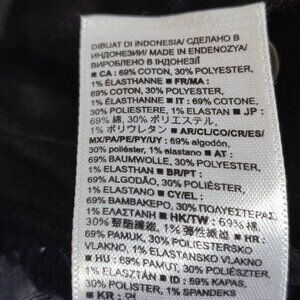 DIBUAT DI INDONESIA/ СДЕЛАНО В
ИНДОНЕЗИИ/ MADE IN ENDENOZYA/
ВИРОБЛЕНО В ІНДОНЕЗІЇ
■ CA : 69% COTON, 30% POLYESTER,
1% ÉLASTHANNE ■ FR/MA :
69% COTON, 30% POLYESTER,
1% ÉLASTHANNE ■ IT : 69% COTONE,
30% POLIESTERE, 1% ELASTAN ■ JP :
69% 綿, 30% ポリエステル,
1% ポリウレタン ■ AR/CL/CO/CR/ES/
MX/PA/PE/PY/UY : 69% algodón,
30% poliéster, 1% elastano ■ AT :
69% BAUMWOLLE, 30% POLYESTER,
1% ELASTHAN ■ BR/PT :
69% ALGODÃO, 30% POLIÉSTER,
1% ELASTANO ■ CY/EL :
69% ΒΑΜΒΑΚΙ, 30% ΠΟΛΥΕΣΤΕΡΑΣ,
1% ΕΛΑΣΤΑΝΗ ■ HK/TW : 69% 棉,
30% 聚酯纖維, 1% 彈性纖維 ■ HR :
69% PAMUK, 30% POLIESTERSKO
VLAKNO, 1% ELASTANSKO VLAKNO
■ HU : 69% PAMUT, 30% POLIÉSZTER,
1% ELASZTÁN ■ ID : 69% KAPAS,
30% Poliester, 1% Spandeks
■ KR :